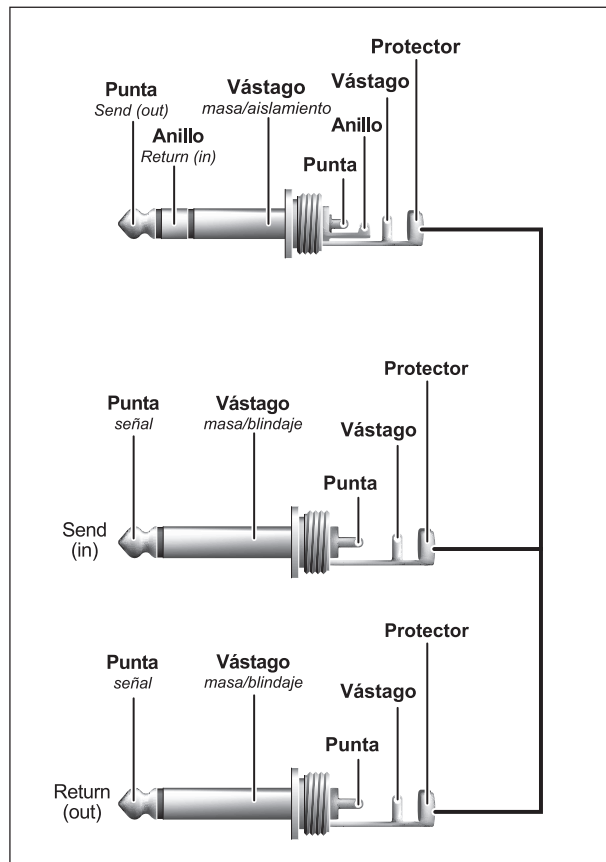 Protector
Vástago
Punta
Send (out)
Vástago
masa/aislamiento
Anillo
Return (in)
Anillo
Punta
Protector
Punta
señal
Vástago
masa/blindaje
Vástago
Punta
Send
(in)
Protector
Punta
señal
Vástago
masa/blindaje
Vástago
Punta
Return
(out)